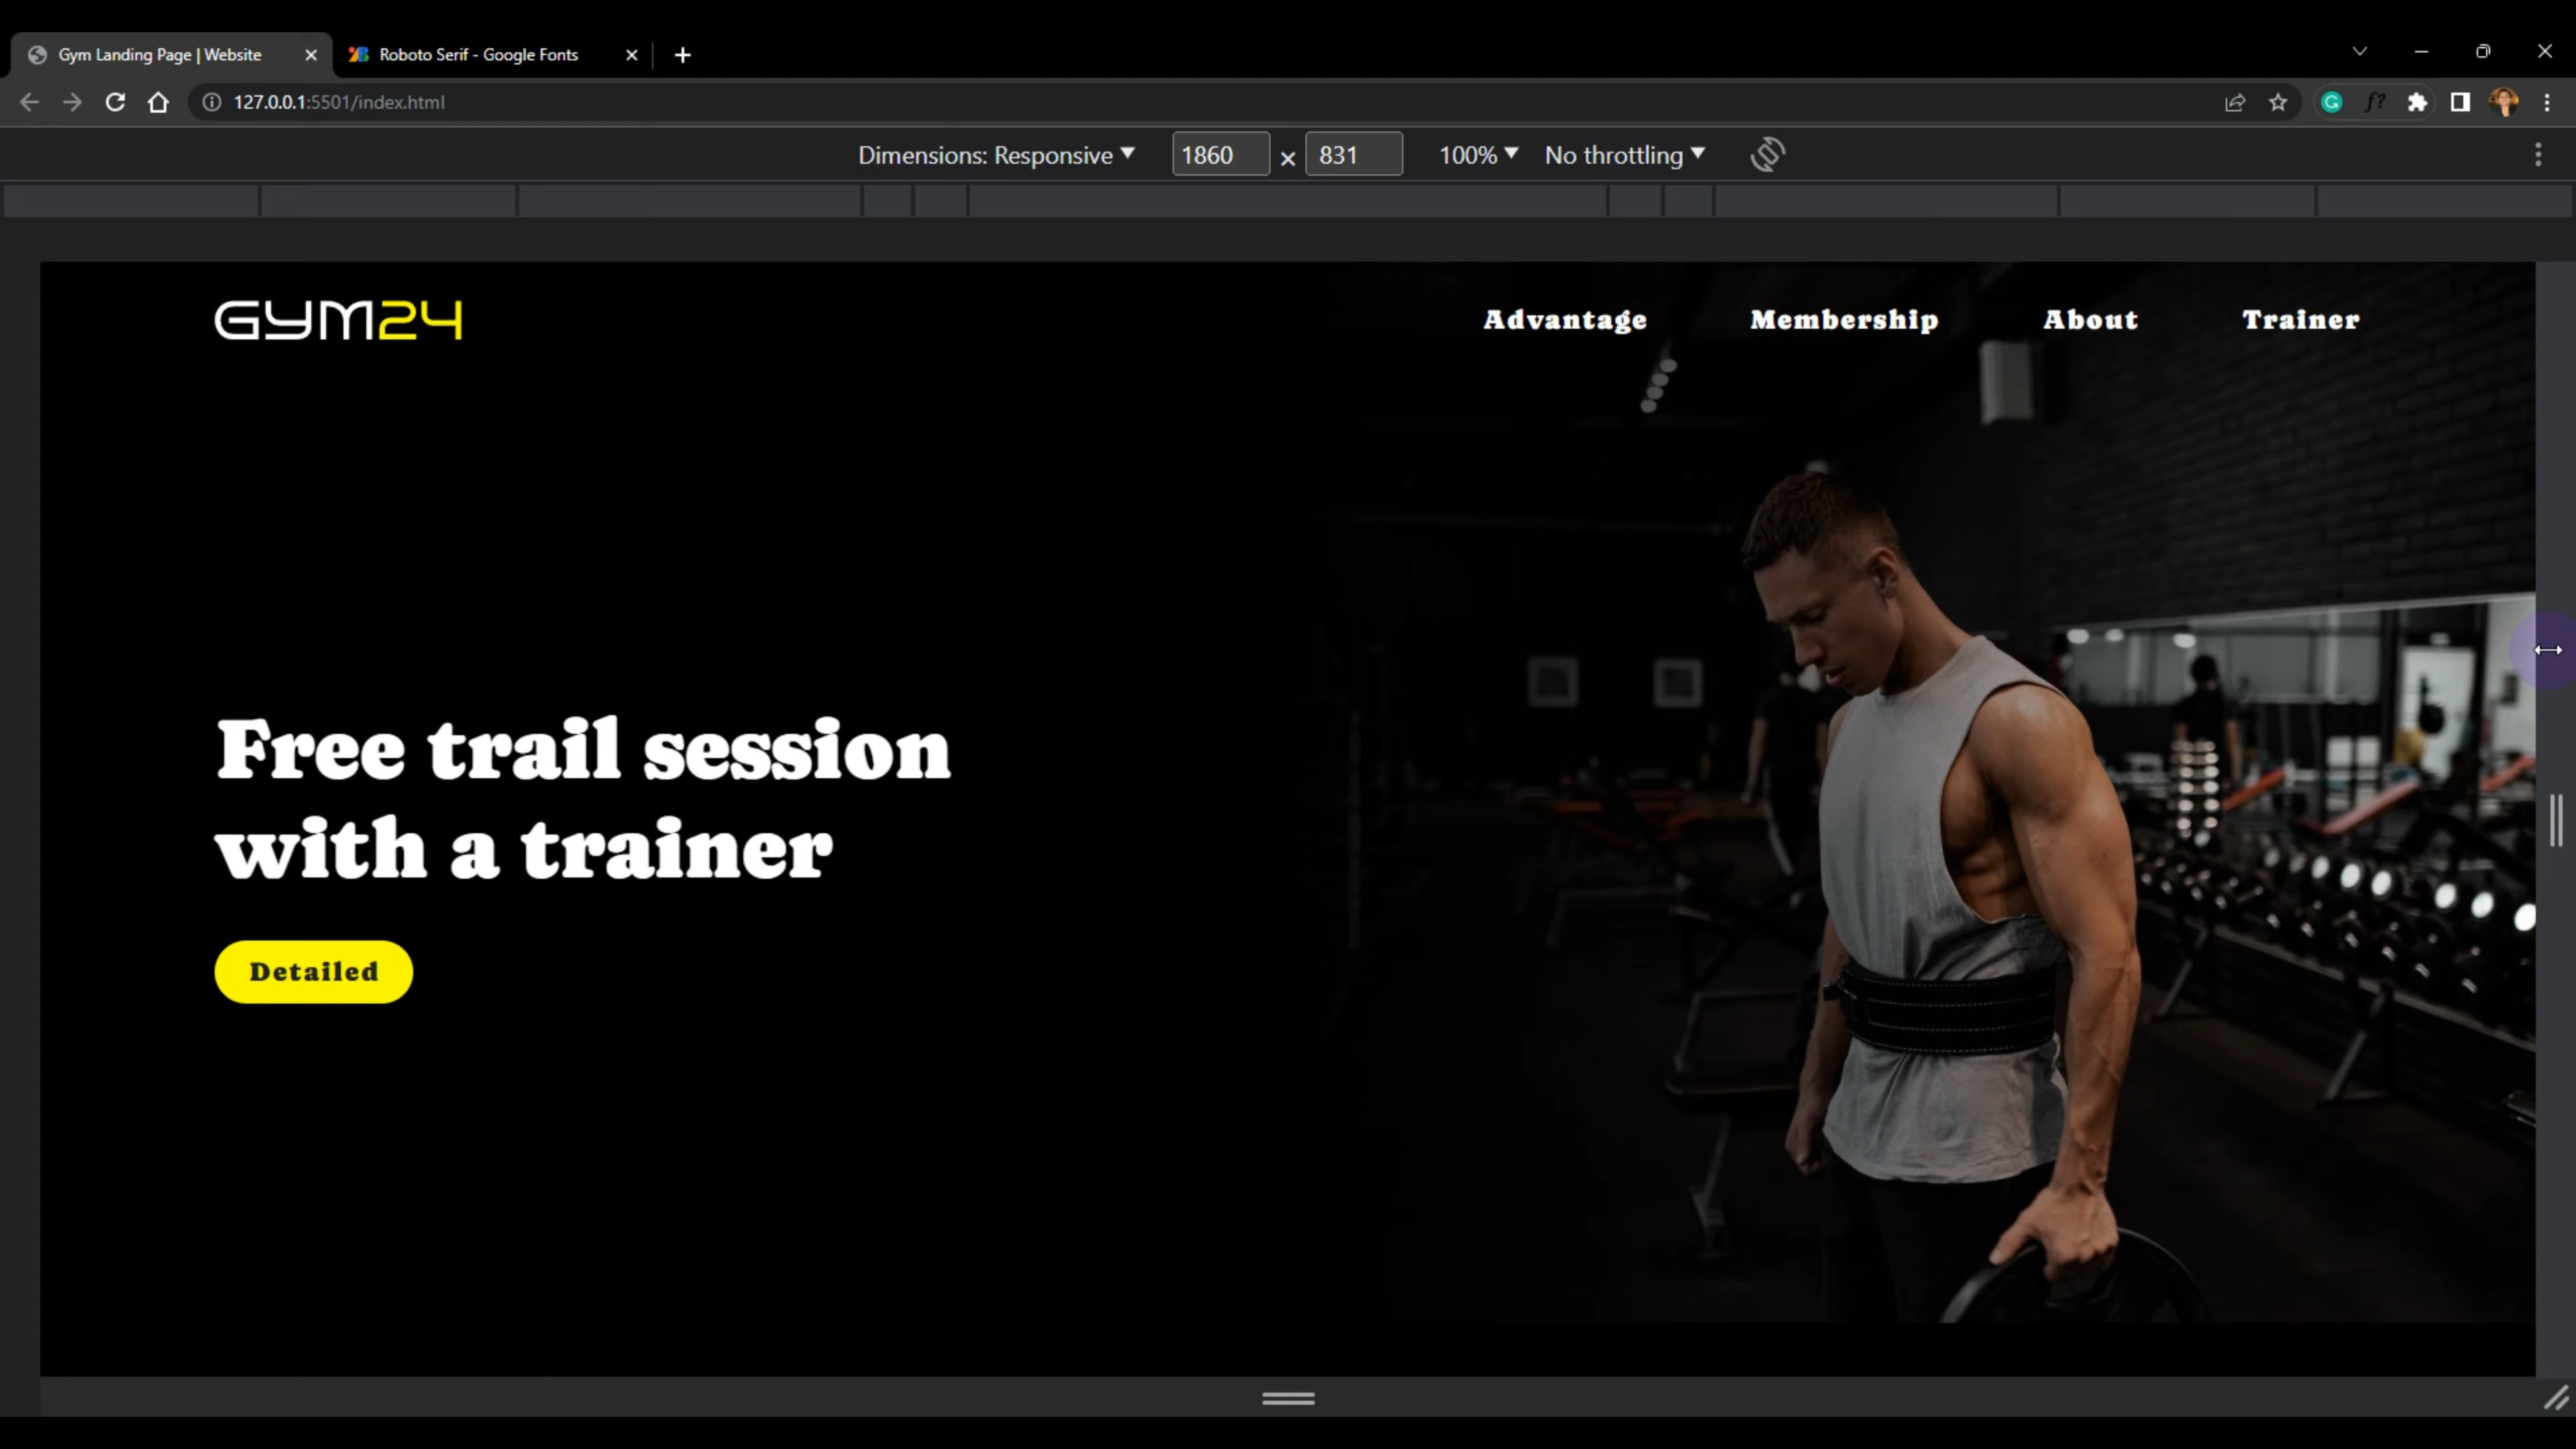 Gym Landing Page | Website
Roboto Serif - Google Fonts
127.0.0.1:5501/index.html
f?
Dimensions: Responsive
1860 × 831
100%
No throttling
GYM24
Advantage
Membership
About
Trainer
Free trail session
with a trainer
Detailed